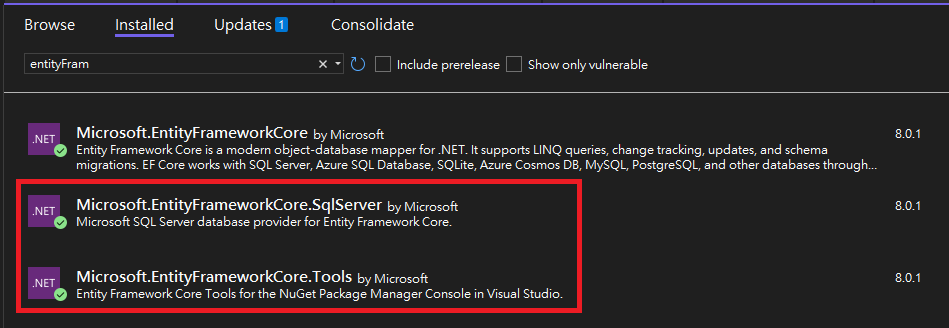 Browse Installed Updates 1 Consolidate
entityFram Include prerelease Show only vulnerable
.NET Microsoft.EntityFrameworkCore by Microsoft 8.0.1
Entity Framework Core is a modern object-database mapper for .NET. It supports LINQ queries, change tracking, updates, and schema
migrations. EF Core works with SQL Server, Azure SQL Database, SQLite, Azure Cosmos DB, MySQL, PostgreSQL, and other databases through...
.NET Microsoft.EntityFrameworkCore.SqlServer by Microsoft 8.0.1
Microsoft SQL Server database provider for Entity Framework Core.
.NET Microsoft.EntityFrameworkCore.Tools by Microsoft 8.0.1
Entity Framework Core Tools for the NuGet Package Manager Console in Visual Studio.